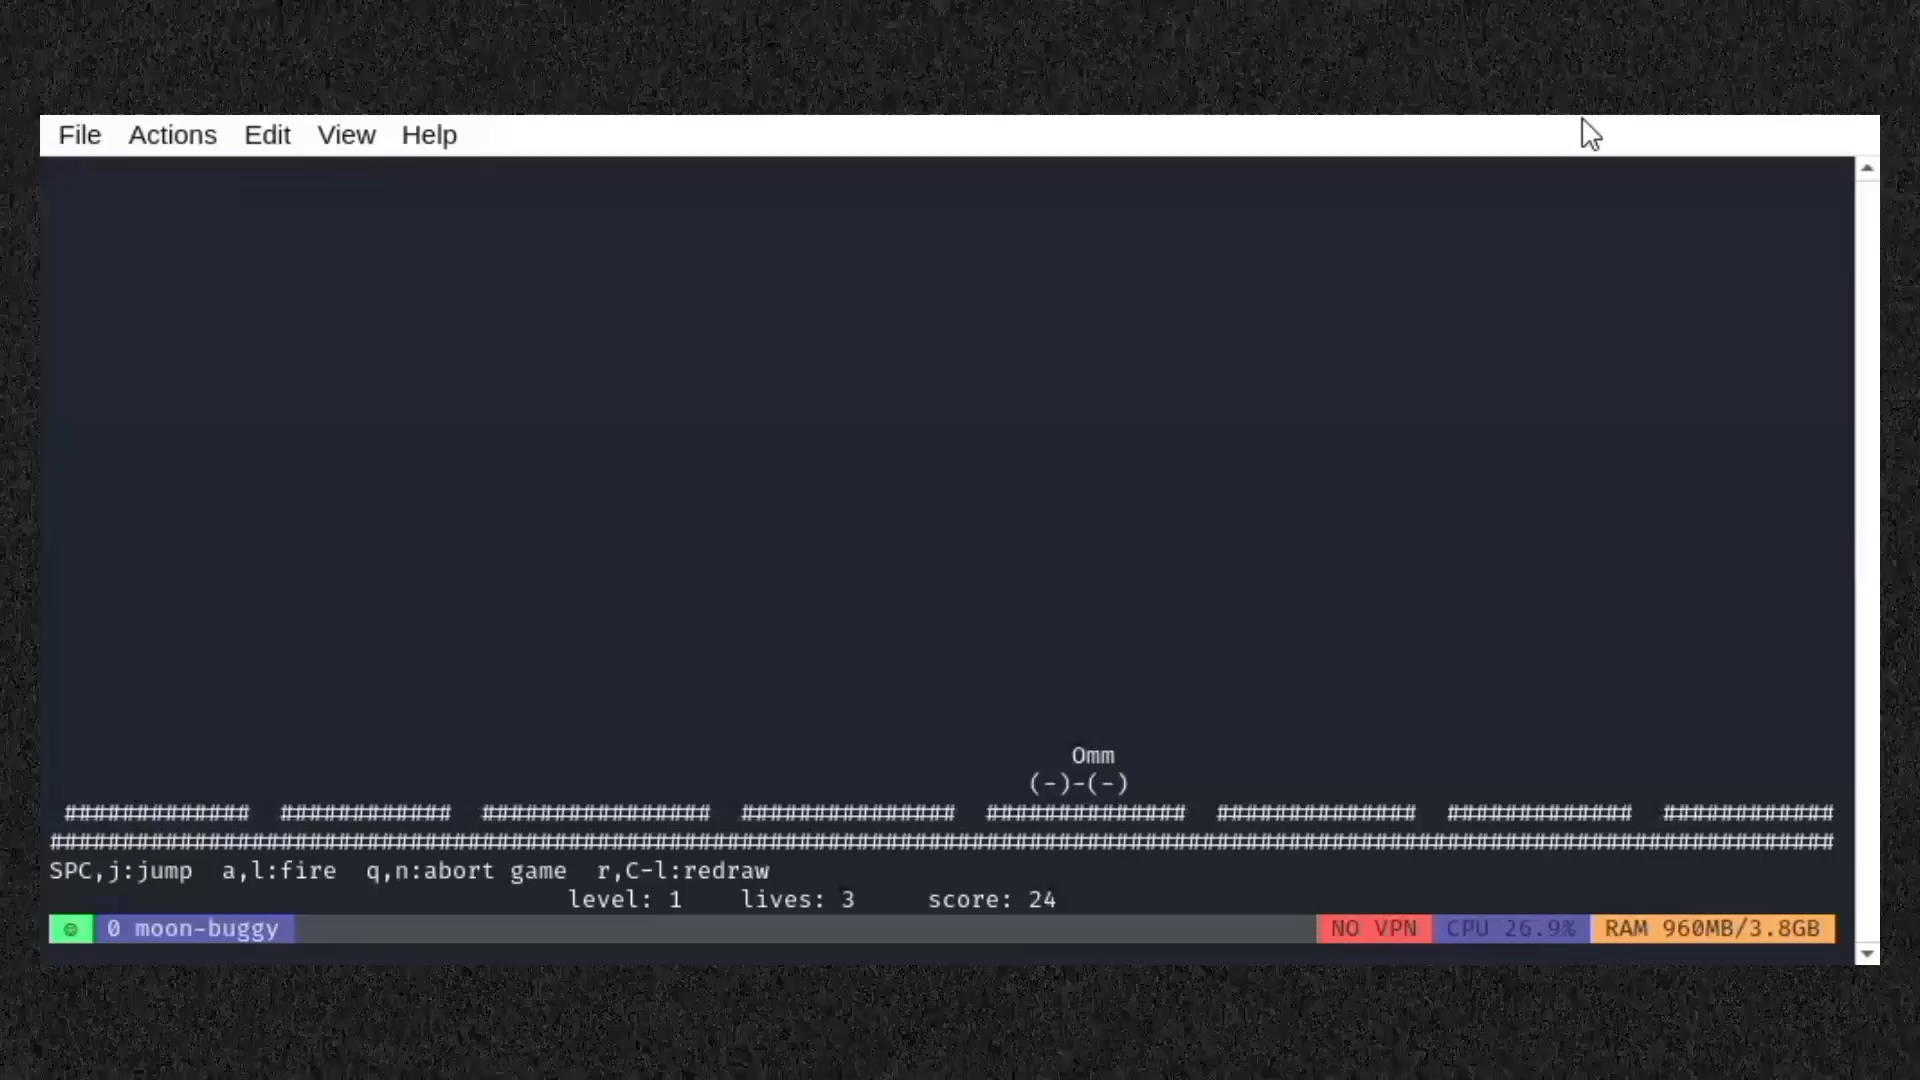 File Actions Edit View Help
Omm
(-)-(-)
############# ############ ################ ############### ############## ############## ############# ############
############################################################################################################################
SPC,j:jump a,l:fire q,n:abort game r,C-l:redraw
level: 1 lives: 3 score: 24
☺ 0 moon-buggy NO VPN CPU 26.9% RAM 960MB/3.8GB